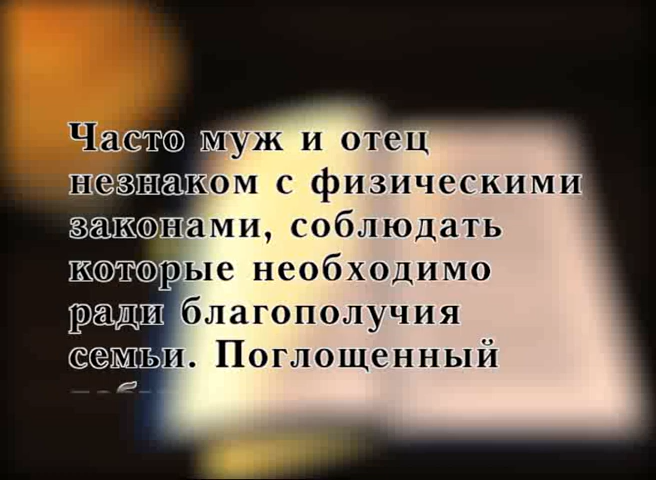 Часто муж и отец
незнаком с физическими
законами, соблюдать
которые необходимо
ради благополучия
семьи. Поглощенный